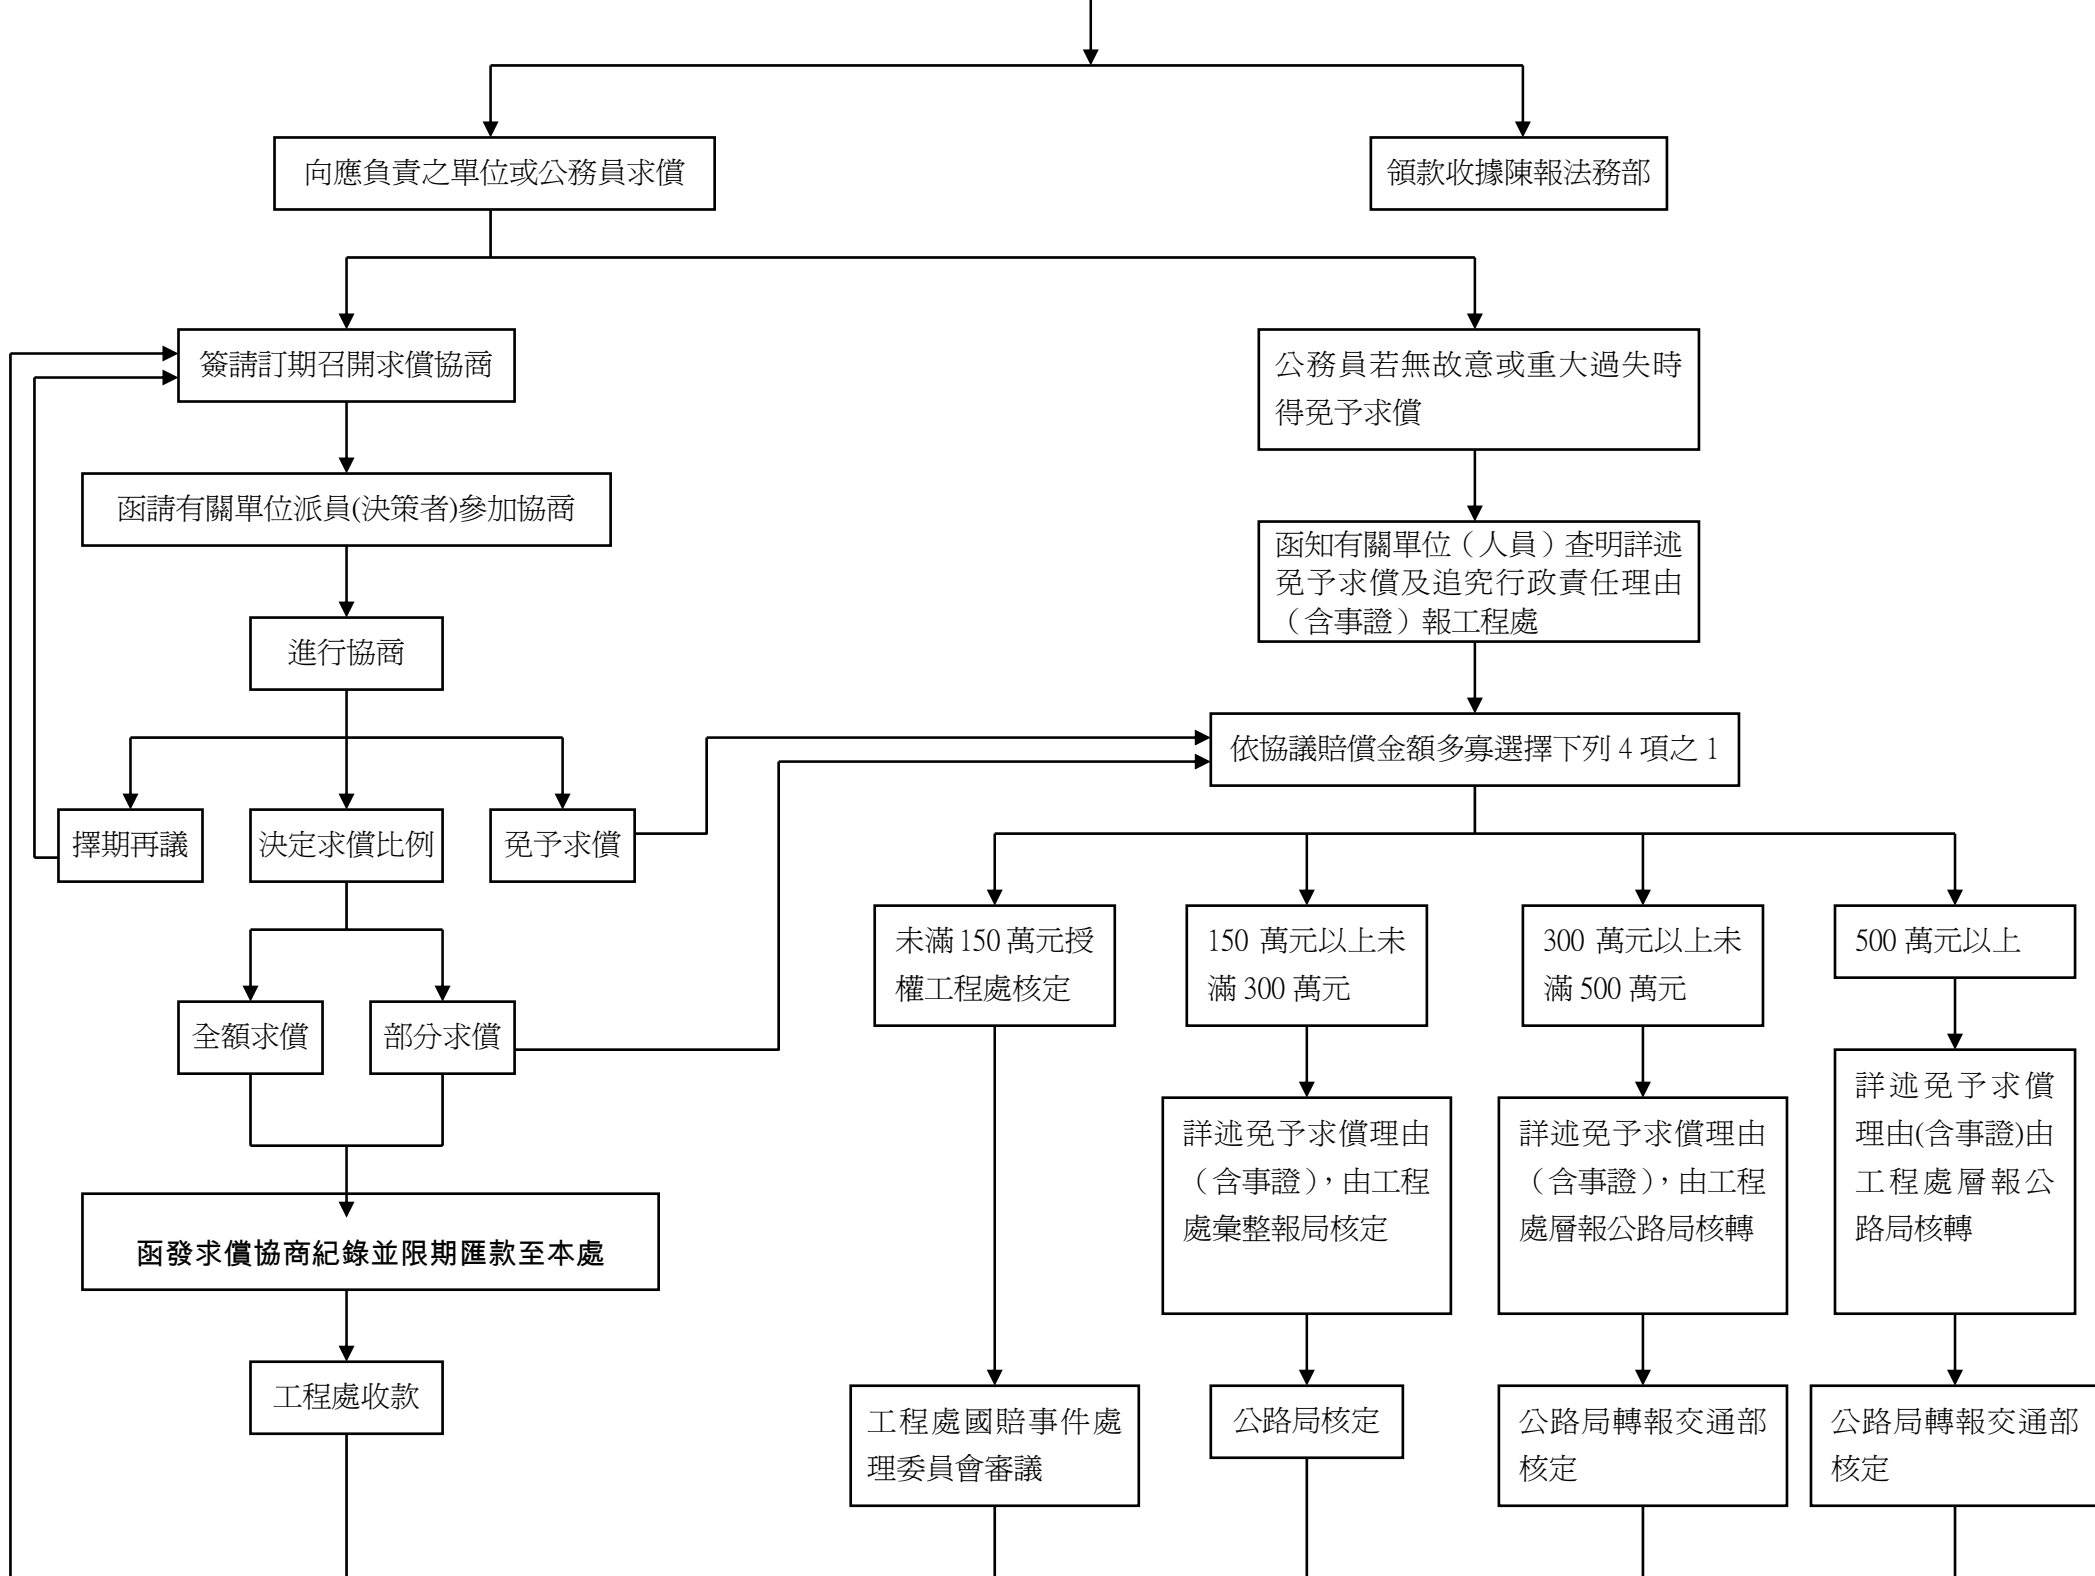 向應負責之單位或公務員求償
領款收據陳報法務部
簽請訂期召開求償協商
公務員若無故意或重大過失時
得免予求償
函請有關單位派員(決策者)參加協商
函知有關單位（人員）查明詳述
免予求償及追究行政責任理由
（含事證）報工程處
進行協商
依協議賠償金額多寡選擇下列 4 項之 1
擇期再議
決定求償比例
免予求償
未滿 150 萬元授
權工程處核定
150 萬元以上未
滿 300 萬元
300 萬元以上未
滿 500 萬元
500 萬元以上
全額求償
部分求償
詳述免予求償理由
（含事證），由工程
處彙整報局核定
詳述免予求償理由
（含事證），由工程
處層報公路局核轉
詳述免予求償
理由(含事證)由
工程處層報公
路局核轉
函發求償協商紀錄並限期匯款至本處
工程處收款
工程處國賠事件處
理委員會審議
公路局核定
公路局轉報交通部
核定
公路局轉報交通部
核定